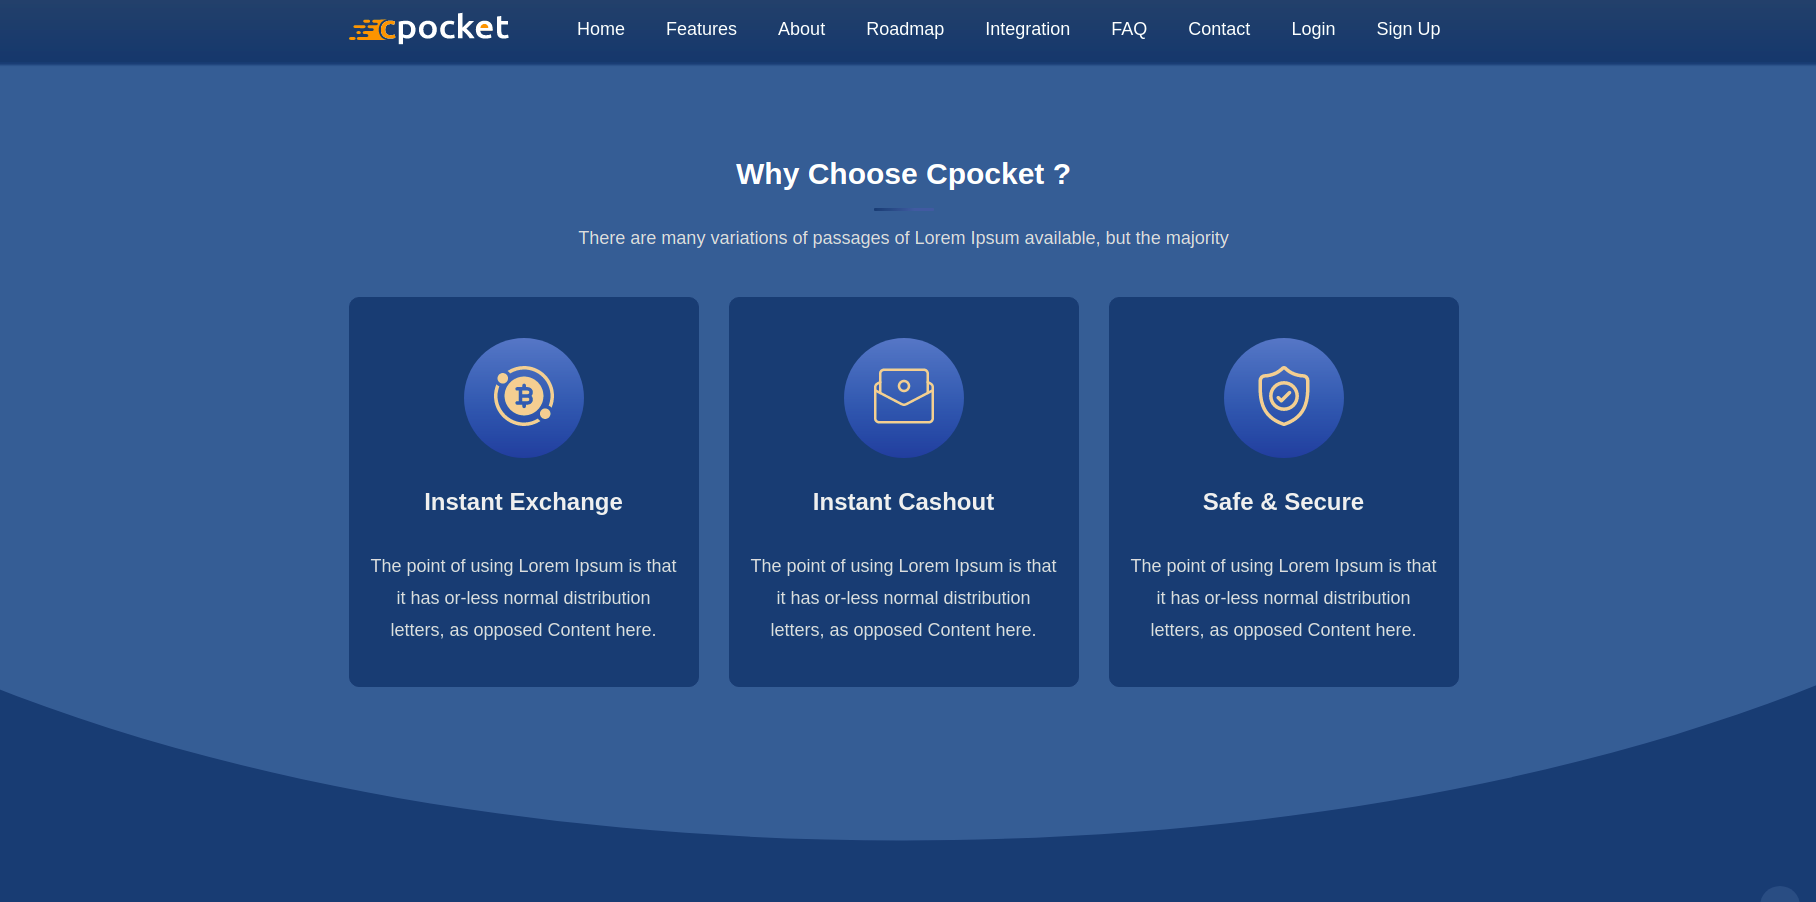 cpocket
Home Features About Roadmap Integration FAQ Contact Login Sign Up
Why Choose Cpocket ?
There are many variations of passages of Lorem Ipsum available, but the majority
Instant Exchange
The point of using Lorem Ipsum is that
it has or-less normal distribution
letters, as opposed Content here.
Instant Cashout
The point of using Lorem Ipsum is that
it has or-less normal distribution
letters, as opposed Content here.
Safe & Secure
The point of using Lorem Ipsum is that
it has or-less normal distribution
letters, as opposed Content here.